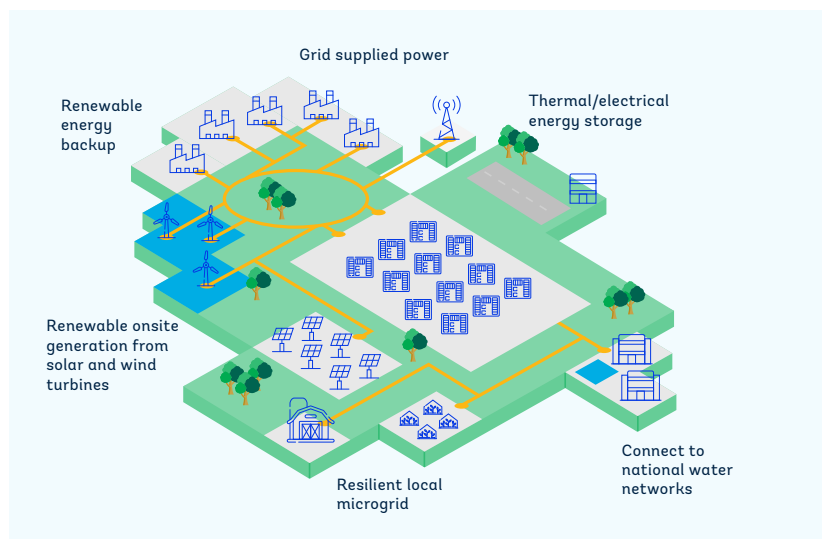 Grid supplied power
Renewable
energy
backup
Thermal/electrical
energy storage
Renewable onsite
generation from
solar and wind
turbines
Resilient local
microgrid
Connect to
national water
networks